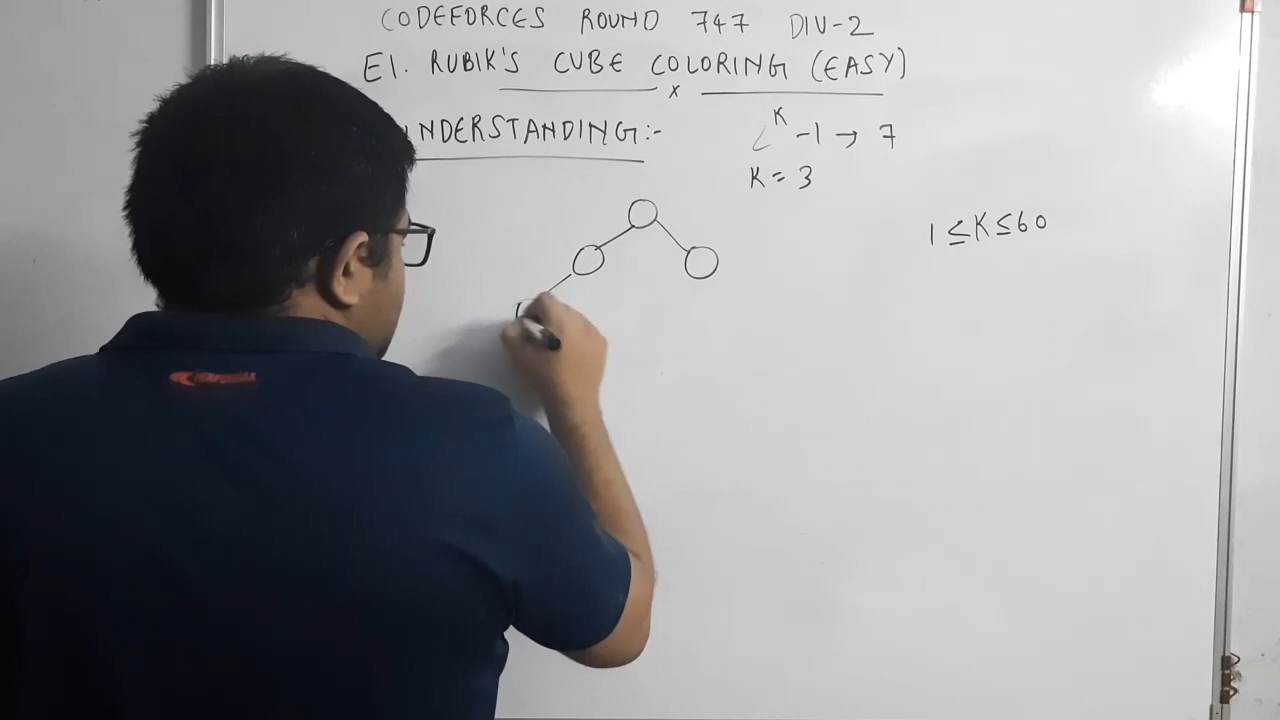 CODEFORCES ROUND 747 DIV-2
E1. RUBIK'S CUBE COLORING (EASY)
x
NDERSTANDING:-
2^K -1 → 7
K = 3
1 ≤ K ≤ 60